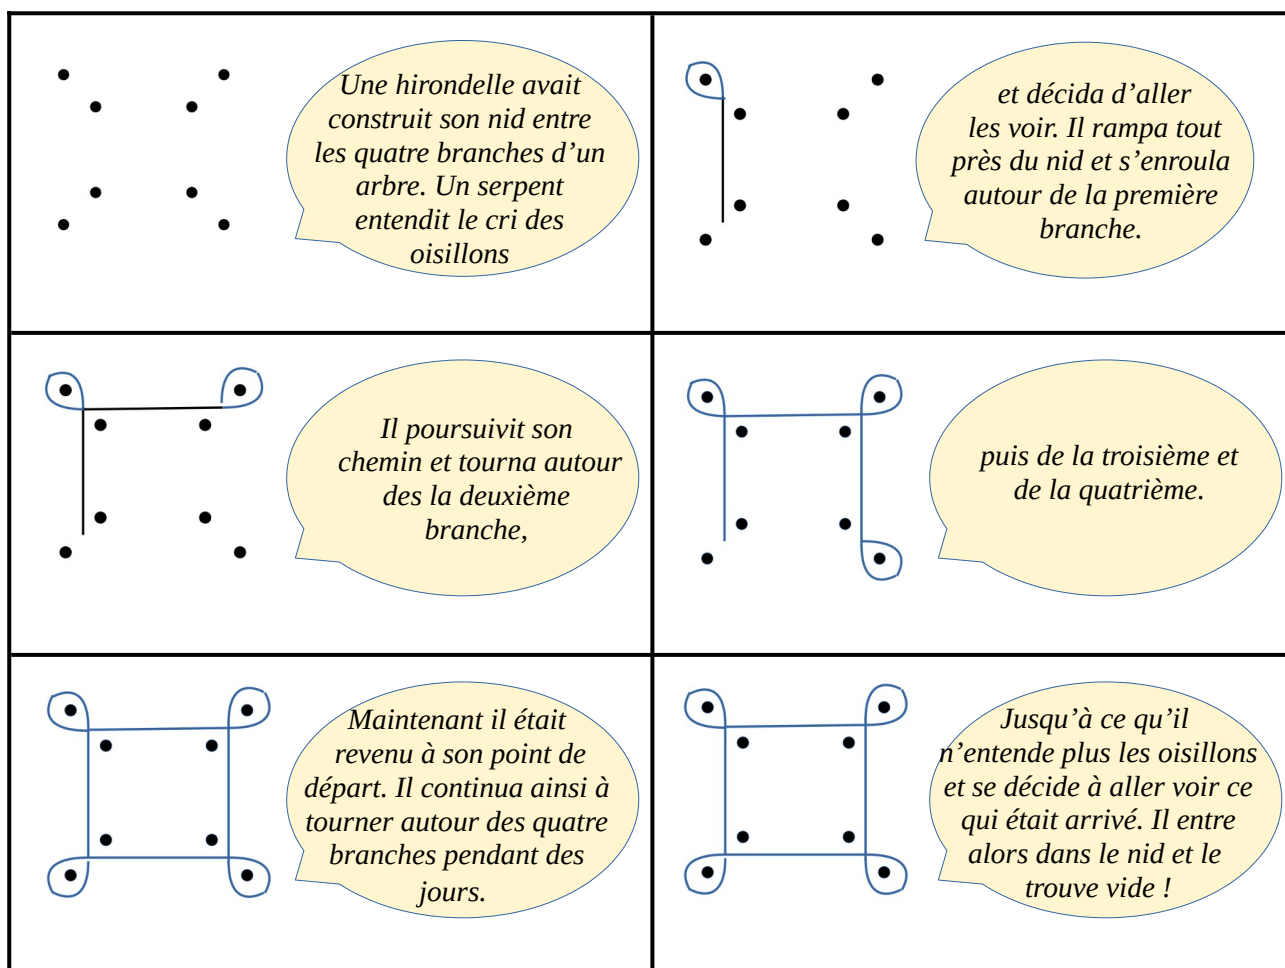 Une hirondelle avait
construit son nid entre
les quatre branches d’un
arbre. Un serpent
entendit le cri des
oisillons
et décida d’aller
les voir. Il rampa tout
près du nid et s’enroula
autour de la première
branche.
Il poursuivit son
chemin et tourna autour
des la deuxième
branche,
puis de la troisième et
de la quatrième.
Maintenant il était
revenu à son point de
départ. Il continua ainsi à
tourner autour des quatre
branches pendant des
jours.
Jusqu’à ce qu’il
n’entende plus les oisillons
et se décide à aller voir ce
qui était arrivé. Il entre
alors dans le nid et le
trouve vide !